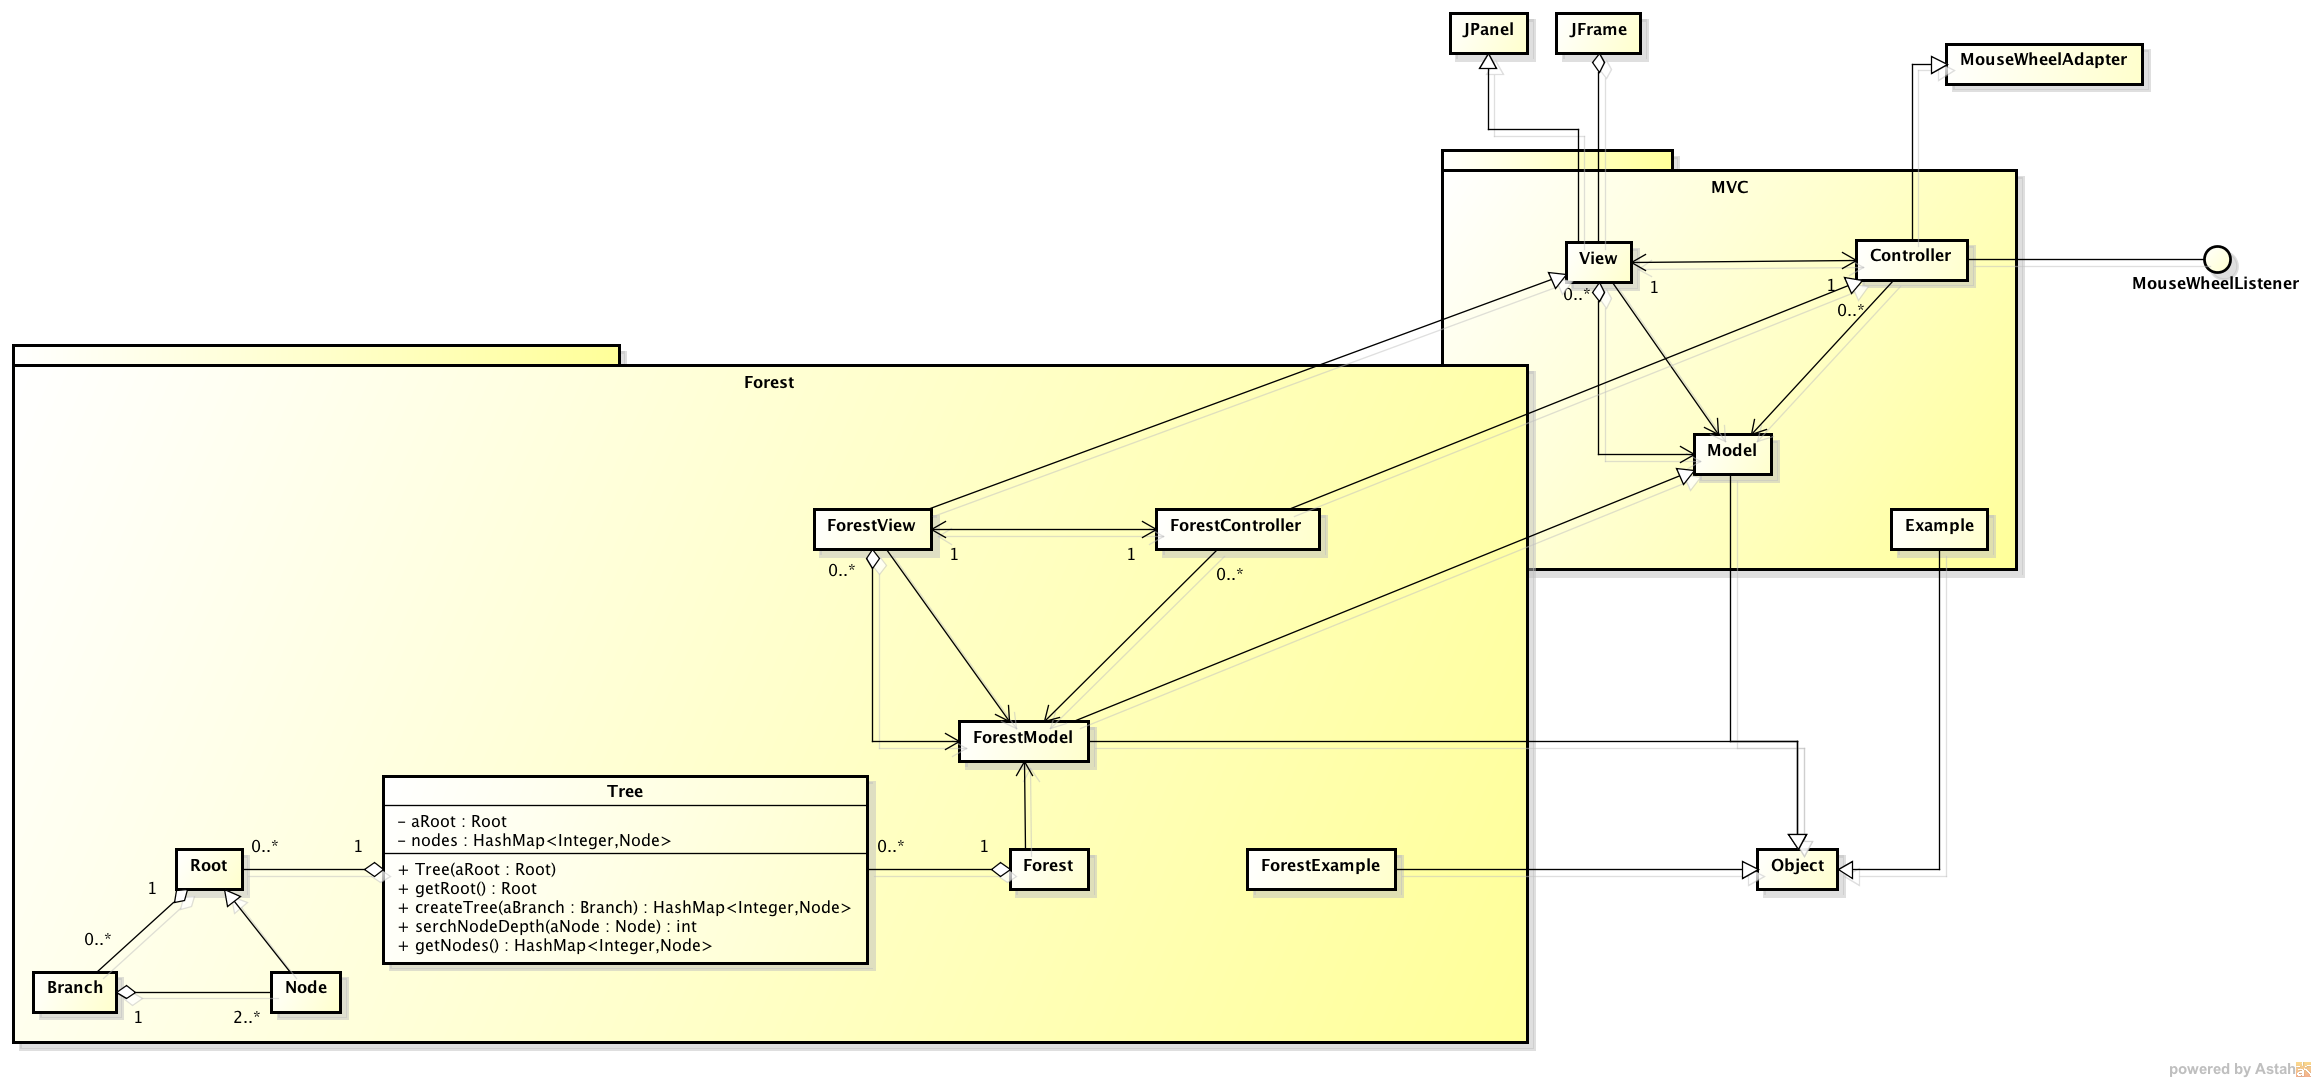 JPanel
JFrame
MouseWheelAdapter
MVC
View
Controller
MouseWheelListener
0..*
1
1
0..*
Forest
Model
ForestView
ForestController
Example
1
1
0..*
0..*
ForestModel
Tree
- aRoot : Root
- nodes : HashMap<Integer,Node>
+ Tree(aRoot : Root)
+ getRoot() : Root
+ createTree(aBranch : Branch) : HashMap<Integer,Node>
+ serchNodeDepth(aNode : Node) : int
+ getNodes() : HashMap<Integer,Node>
0..*
1
0..*
1
Root
Forest
ForestExample
Object
1
0..*
Branch
Node
1
2..*
powered by Astah